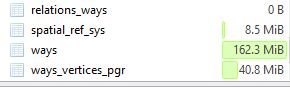 relations_ways 0 B
spatial_ref_sys 8.5 MiB
ways 162.3 MiB
ways_vertices_pgr 40.8 MiB